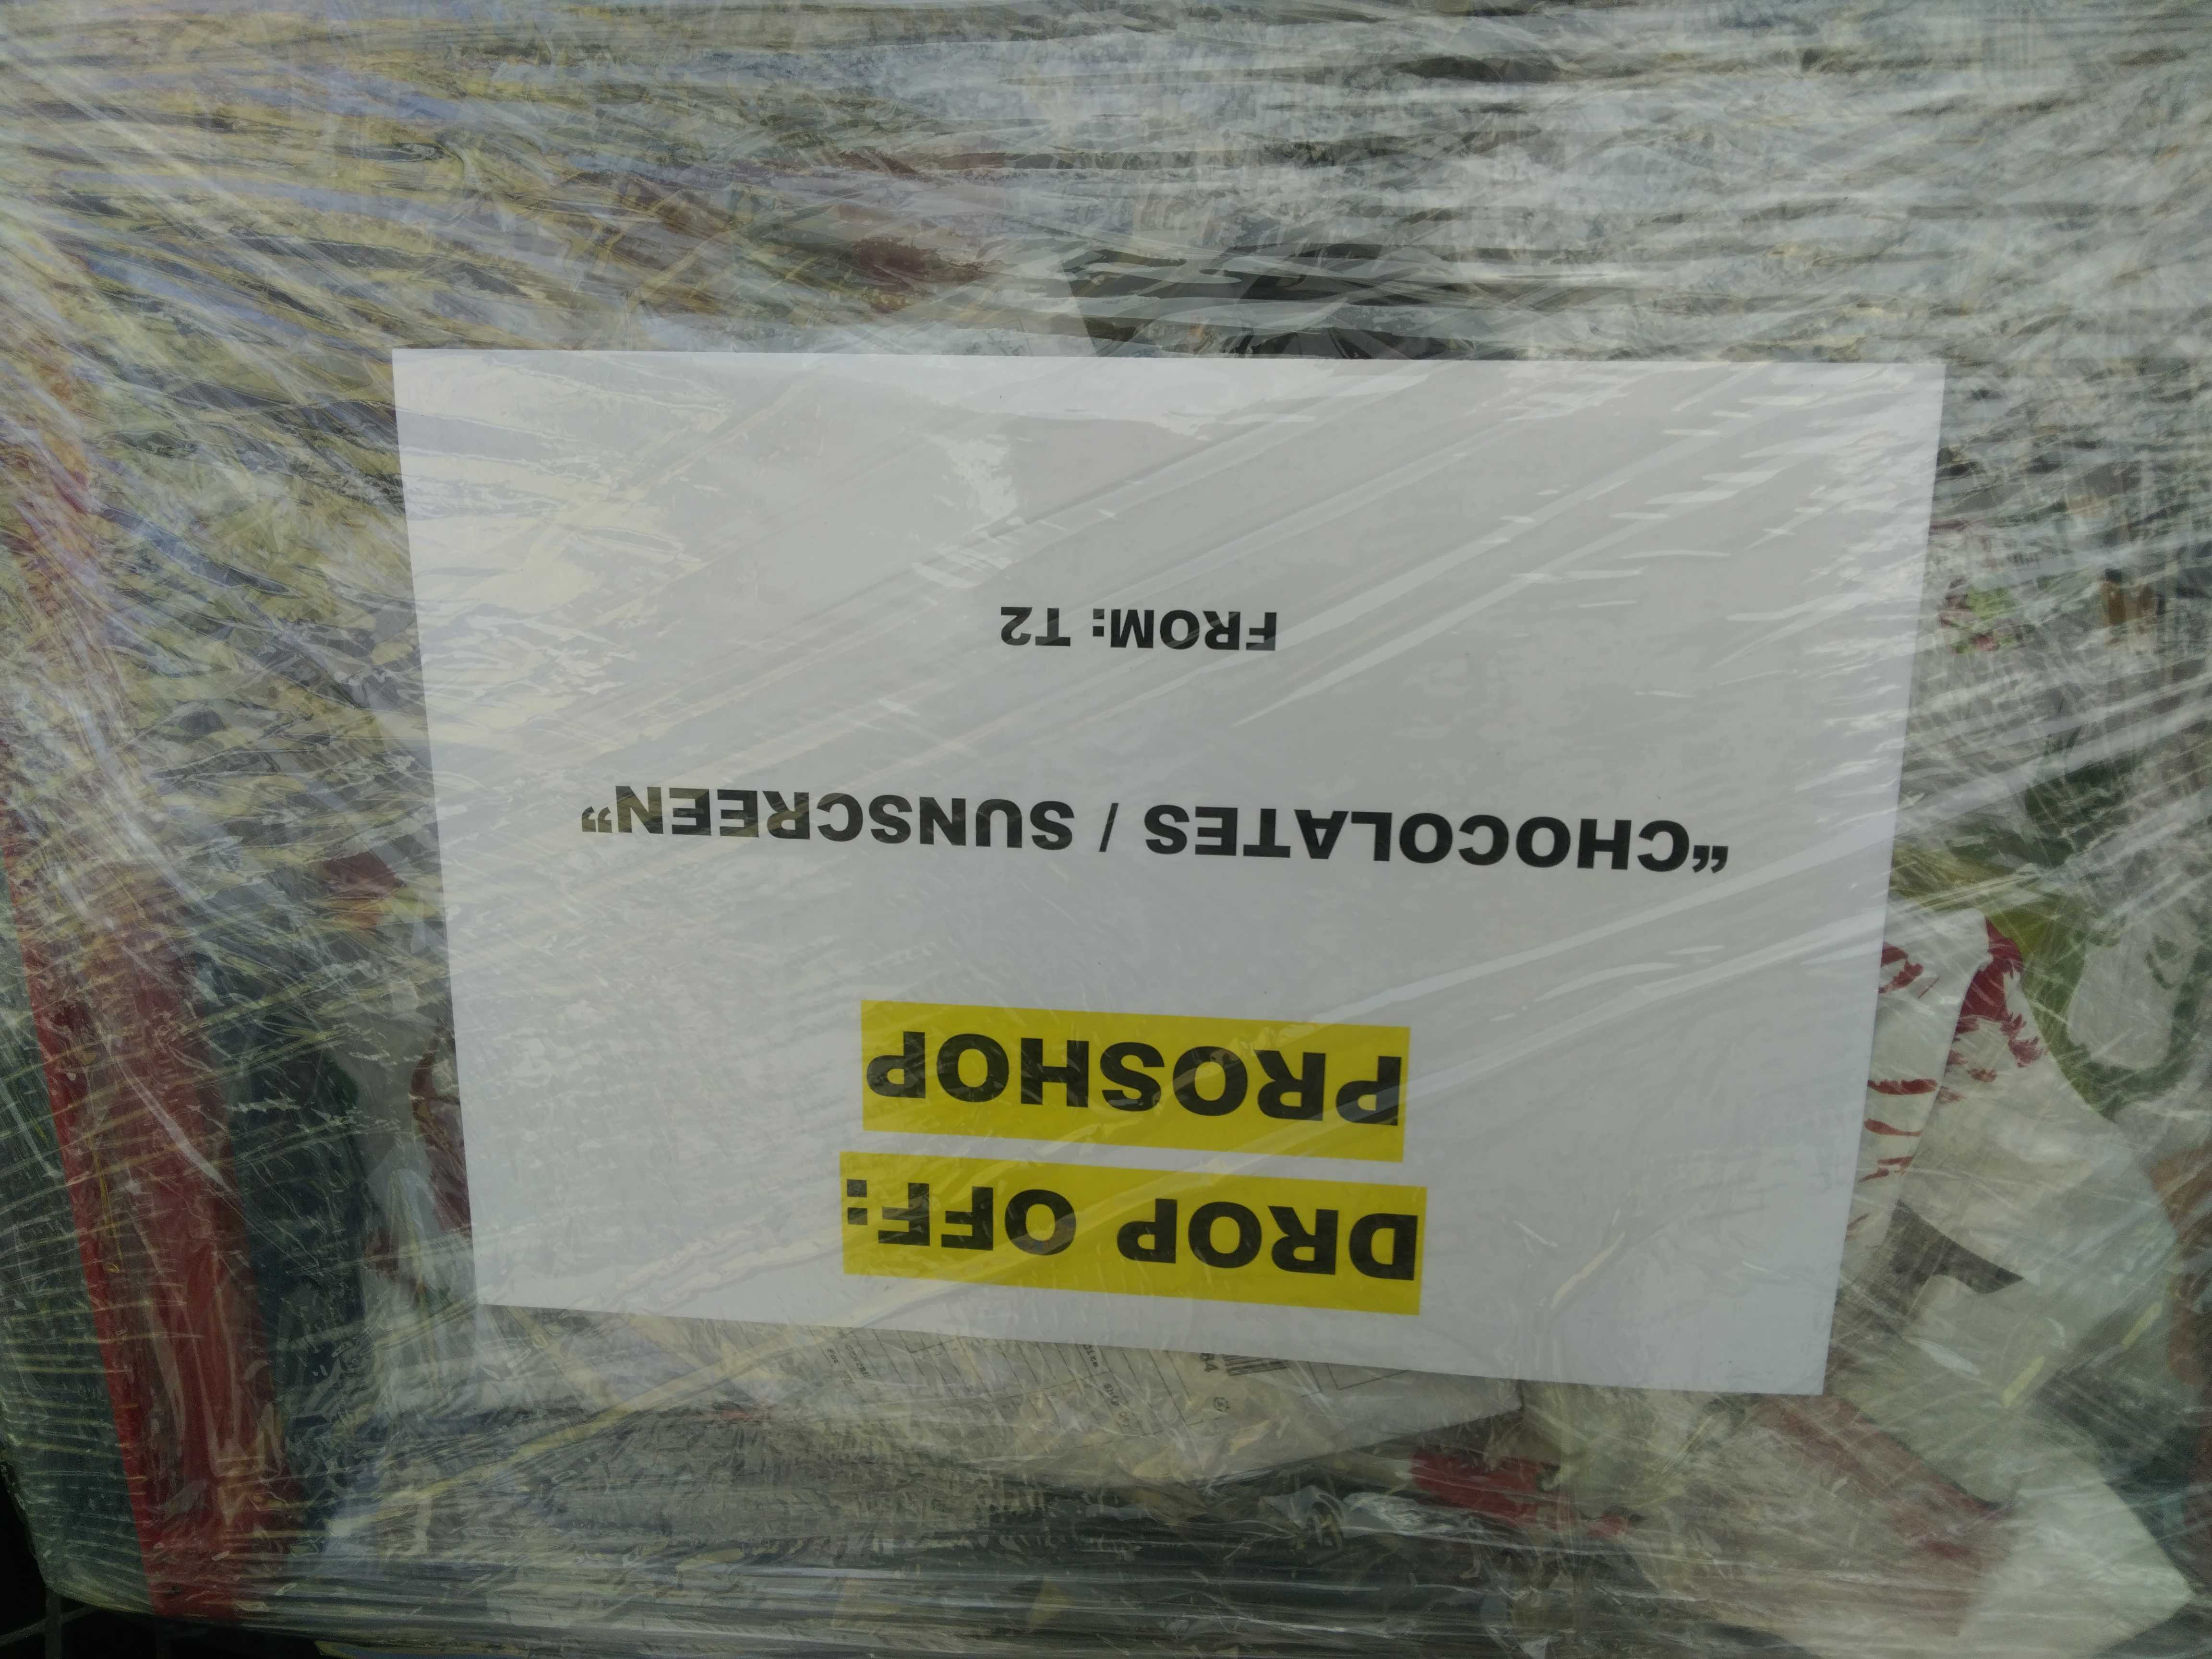 DROP OFF:
PROSHOP
“CHOCOLATES / SUNSCREEN”
FROM: T2